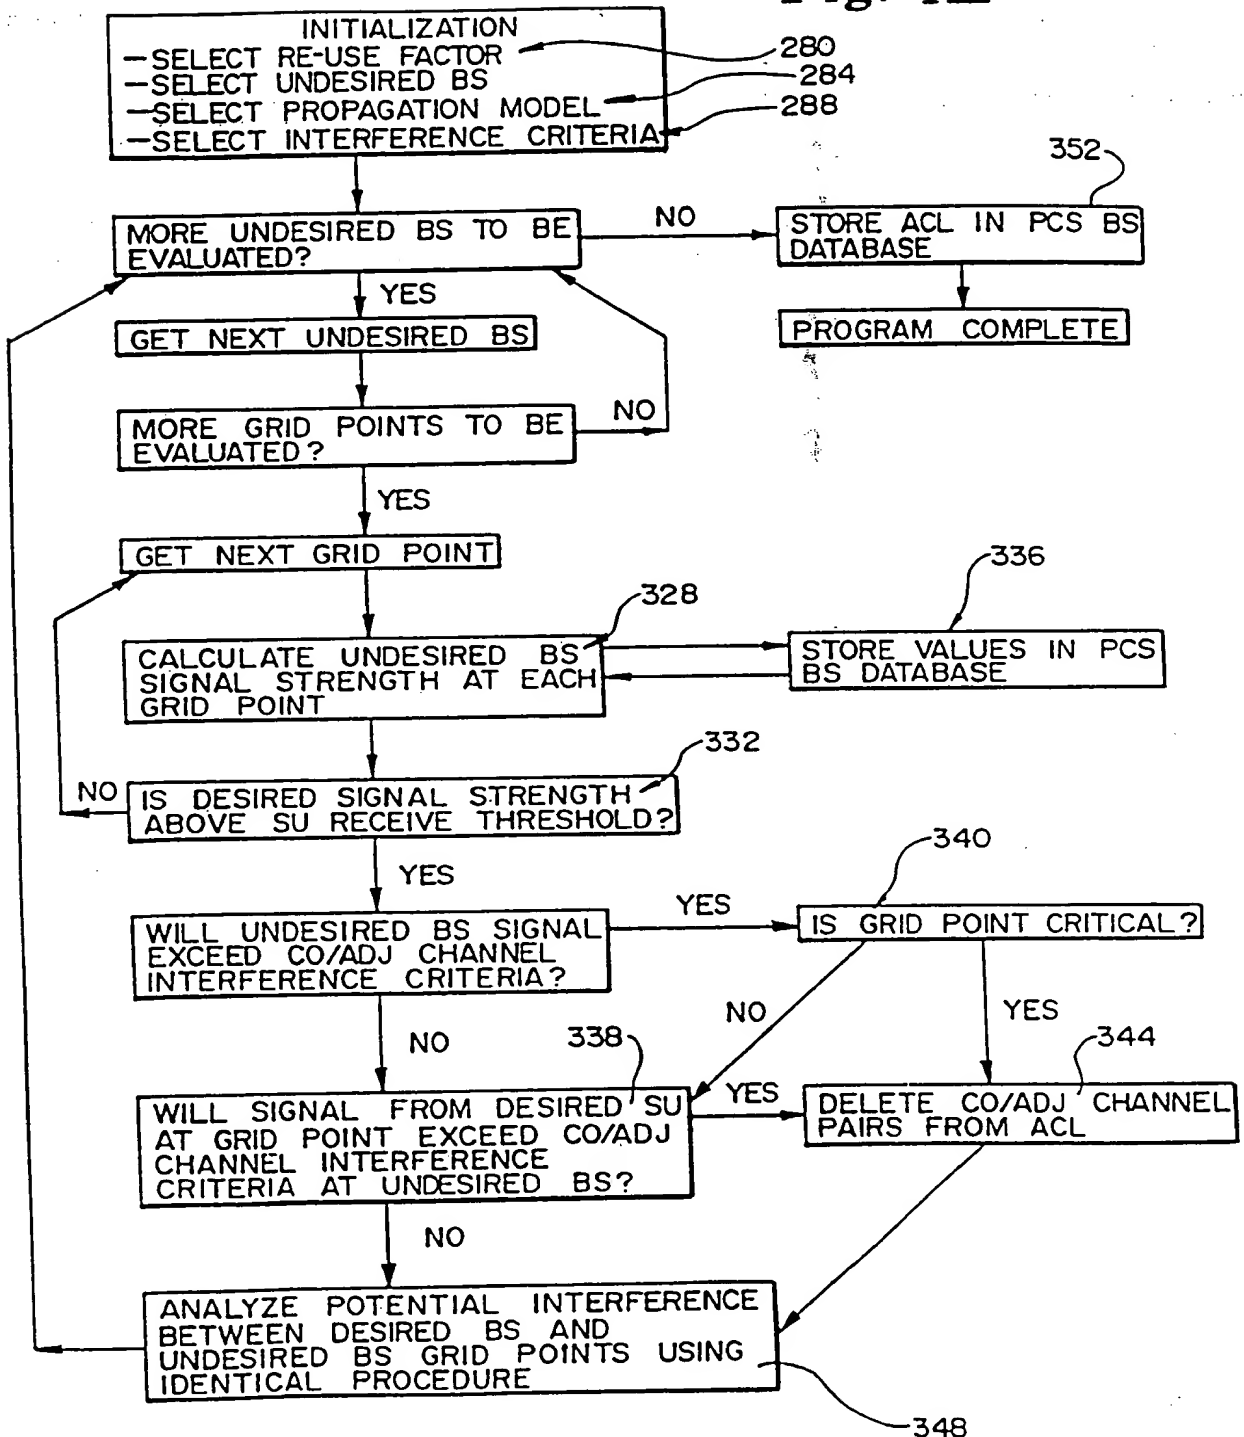 INITIALIZATION
–SELECT RE-USE FACTOR
–SELECT UNDESIRED BS
–SELECT PROPAGATION MODEL
–SELECT INTERFERENCE CRITERIA
280
284
288
352
MORE UNDESIRED BS TO BE
EVALUATED?
NO
STORE ACL IN PCS BS
DATABASE
YES
GET NEXT UNDESIRED BS
PROGRAM COMPLETE
MORE GRID POINTS TO BE
EVALUATED?
NO
YES
GET NEXT GRID POINT
328
336
CALCULATE UNDESIRED BS
SIGNAL STRENGTH AT EACH
GRID POINT
STORE VALUES IN PCS
BS DATABASE
332
NO
IS DESIRED SIGNAL STRENGTH
ABOVE SU RECEIVE THRESHOLD?
340
YES
YES
WILL UNDESIRED BS SIGNAL
EXCEED CO/ADJ CHANNEL
INTERFERENCE CRITERIA?
IS GRID POINT CRITICAL?
NO
NO
YES
338
344
WILL SIGNAL FROM DESIRED SU
AT GRID POINT EXCEED CO/ADJ
CHANNEL INTERFERENCE
CRITERIA AT UNDESIRED BS?
YES
DELETE CO/ADJ CHANNEL
PAIRS FROM ACL
NO
ANALYZE POTENTIAL INTERFERENCE
BETWEEN DESIRED BS AND
UNDESIRED BS GRID POINTS USING
IDENTICAL PROCEDURE
348